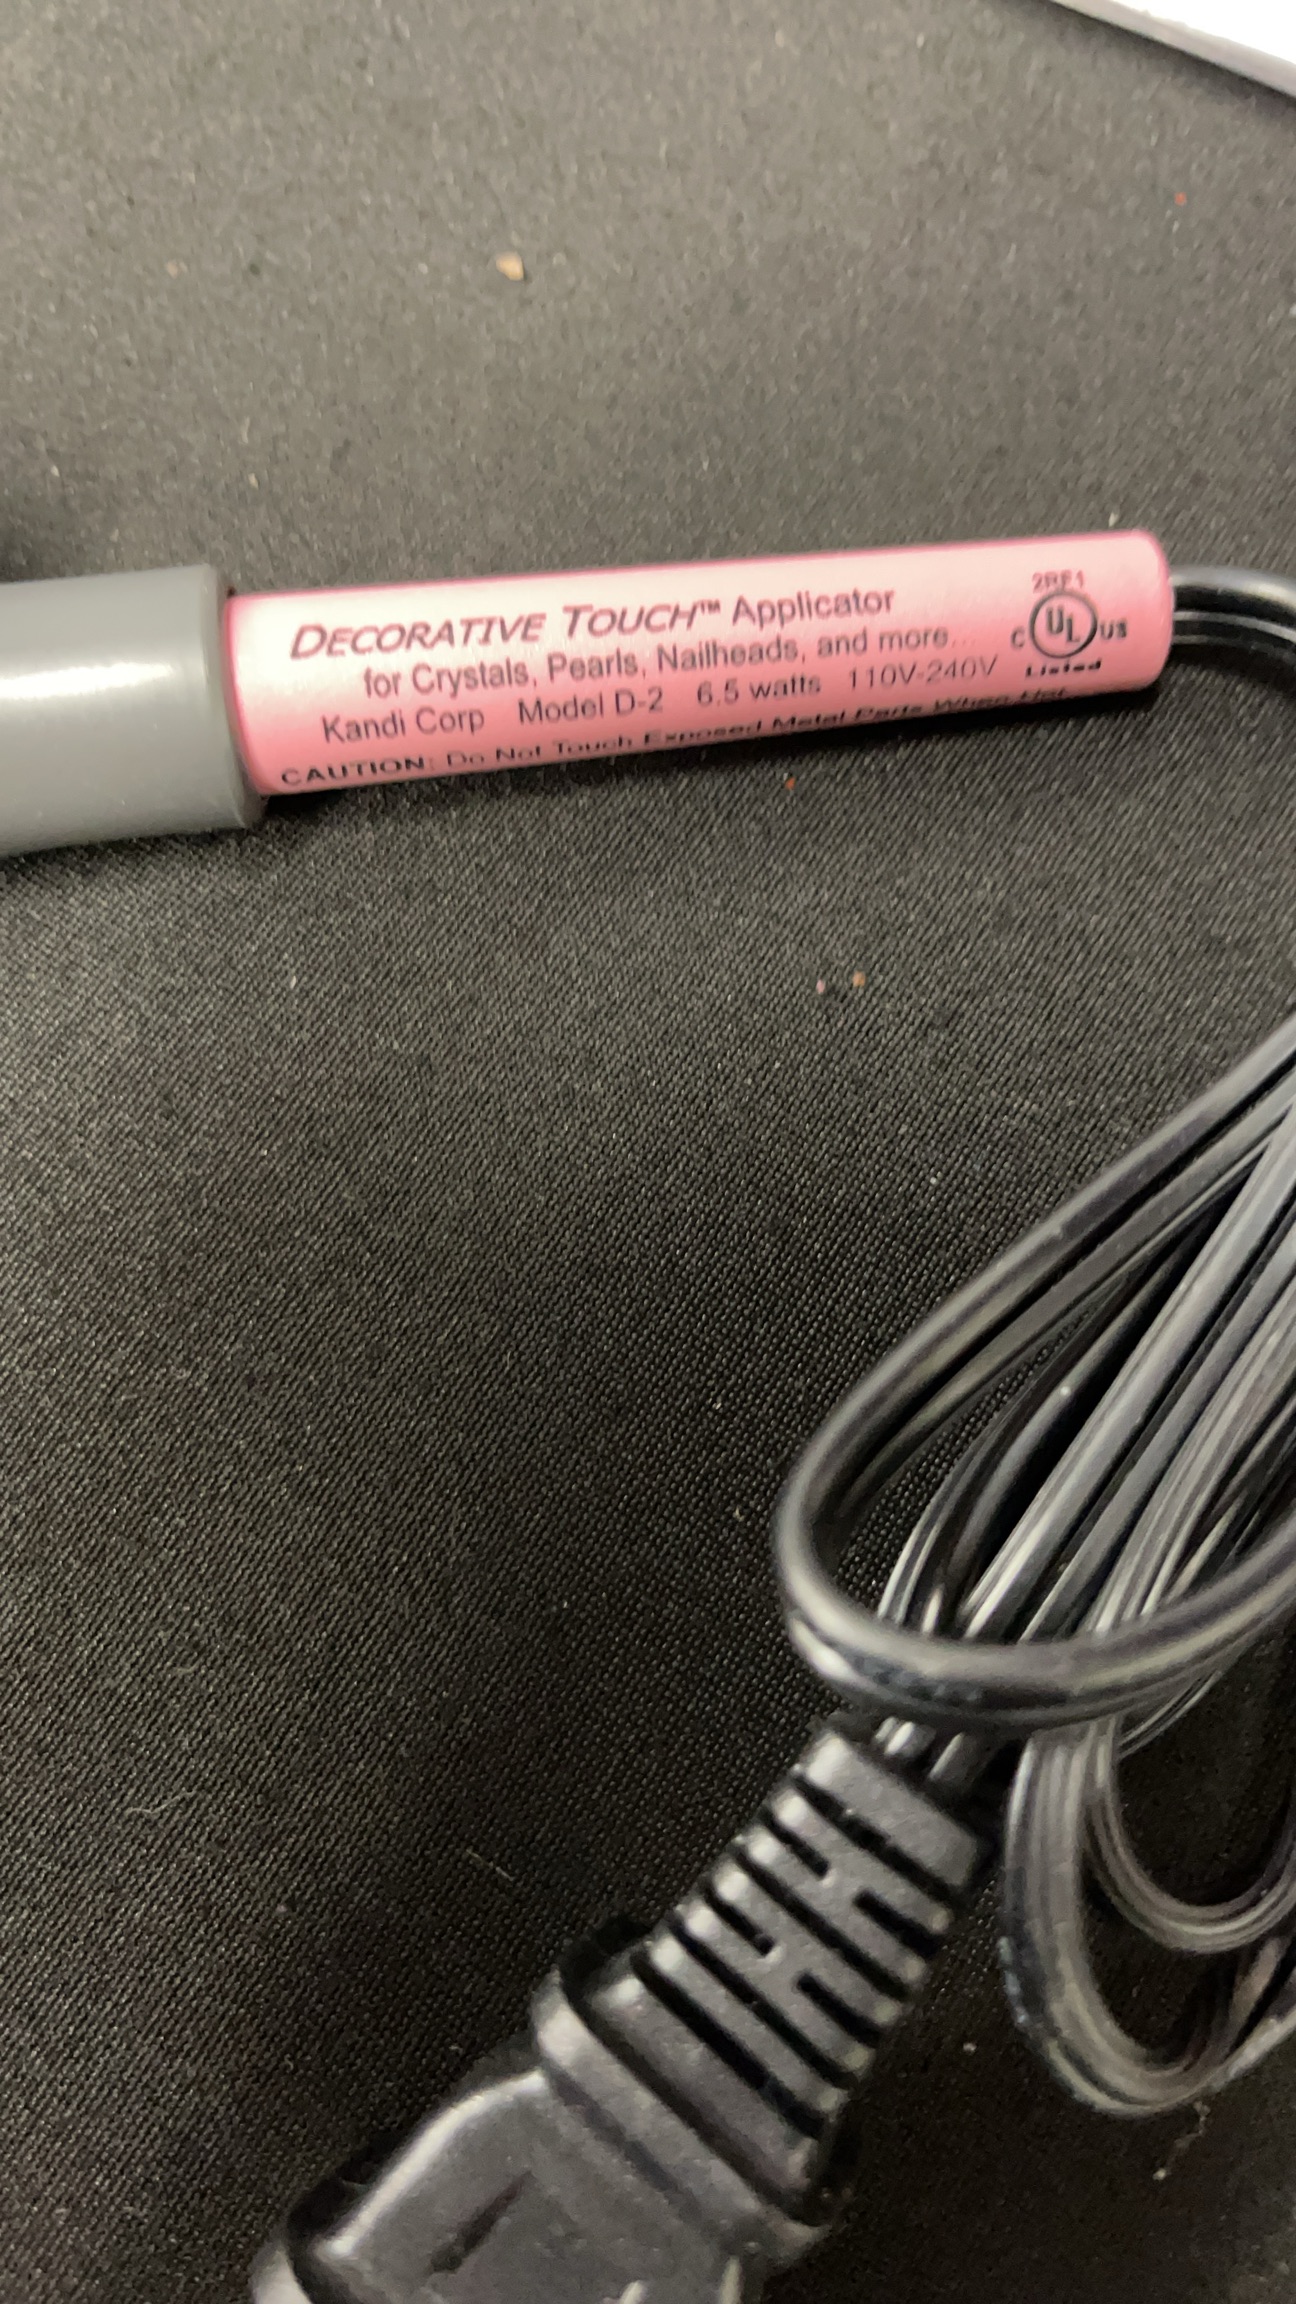 DECORATIVE TOUCH™ Applicator
for Crystals, Pearls, Nailheads, and more...
Kandi Corp Model D-2 6.5 watts 110V-240V
CAUTION: Do Not Touch Exposed Metal Parts When Hot
2RF1
C UL US
Listed